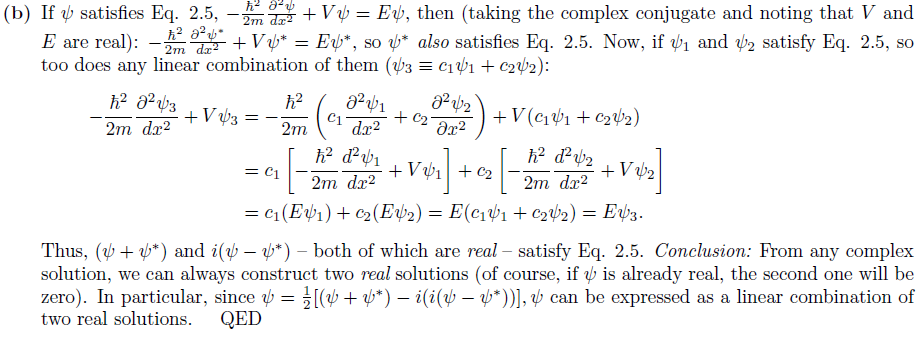 (b) If ψ satisfies Eq. 2.5, −ℏ²/2m ∂²ψ/dx² + Vψ = Eψ, then (taking the complex conjugate and noting that V and
E are real): −ℏ²/2m ∂²ψ*/dx² + Vψ* = Eψ*, so ψ* also satisfies Eq. 2.5. Now, if ψ₁ and ψ₂ satisfy Eq. 2.5, so
too does any linear combination of them (ψ₃ ≡ c₁ψ₁ + c₂ψ₂):
−ℏ²/2m ∂²ψ₃/dx² + Vψ₃ = −ℏ²/2m (c₁ ∂²ψ₁/dx² + c₂ ∂²ψ₂/∂x²) + V(c₁ψ₁ + c₂ψ₂)
= c₁ [−ℏ²/2m d²ψ₁/dx² + Vψ₁] + c₂ [−ℏ²/2m d²ψ₂/dx² + Vψ₂]
= c₁(Eψ₁) + c₂(Eψ₂) = E(c₁ψ₁ + c₂ψ₂) = Eψ₃.
Thus, (ψ + ψ*) and i(ψ − ψ*) – both of which are real – satisfy Eq. 2.5. Conclusion: From any complex
solution, we can always construct two real solutions (of course, if ψ is already real, the second one will be
zero). In particular, since ψ = ½[(ψ + ψ*) − i(i(ψ − ψ*))], ψ can be expressed as a linear combination of
two real solutions. QED